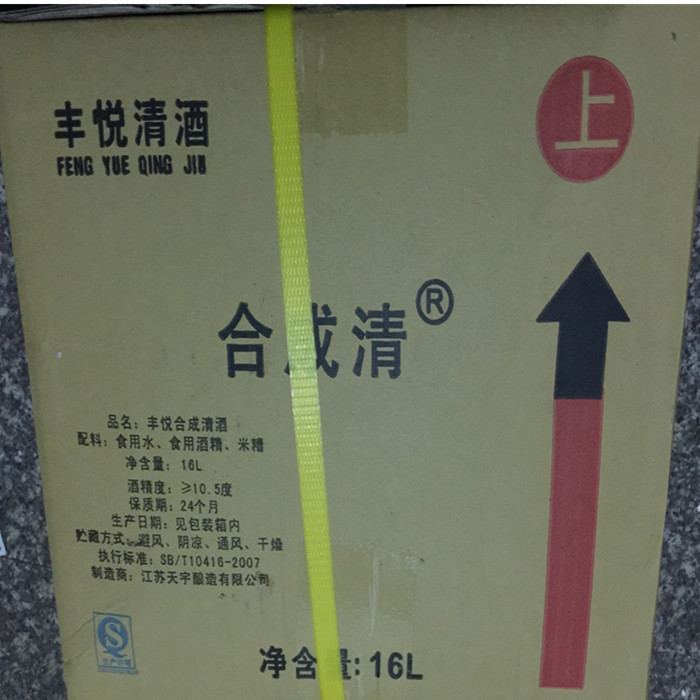 丰悦清酒
FENG YUE QING JIU
上
合成清®
品名：丰悦合成清酒
配料：食用水、食用酒精、米糟
净含量：16L
酒精度：≥10.5度
保质期：24个月
生产日期：见包装箱内
贮藏方式：避风、阴凉、通风、干燥
执行标准：SB/T10416-2007
制造商：江苏天宇酿造有限公司
净含量：16L